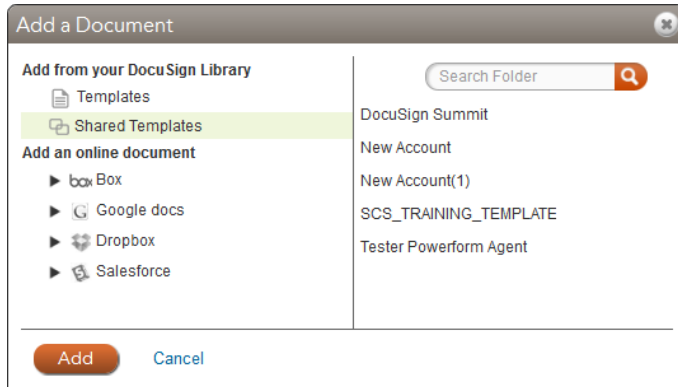 Add a Document
Add from your DocuSign Library
Templates
Shared Templates
Add an online document
box Box
G Google docs
Dropbox
Salesforce
Search Folder
DocuSign Summit
New Account
New Account(1)
SCS_TRAINING_TEMPLATE
Tester Powerform Agent
Add
Cancel